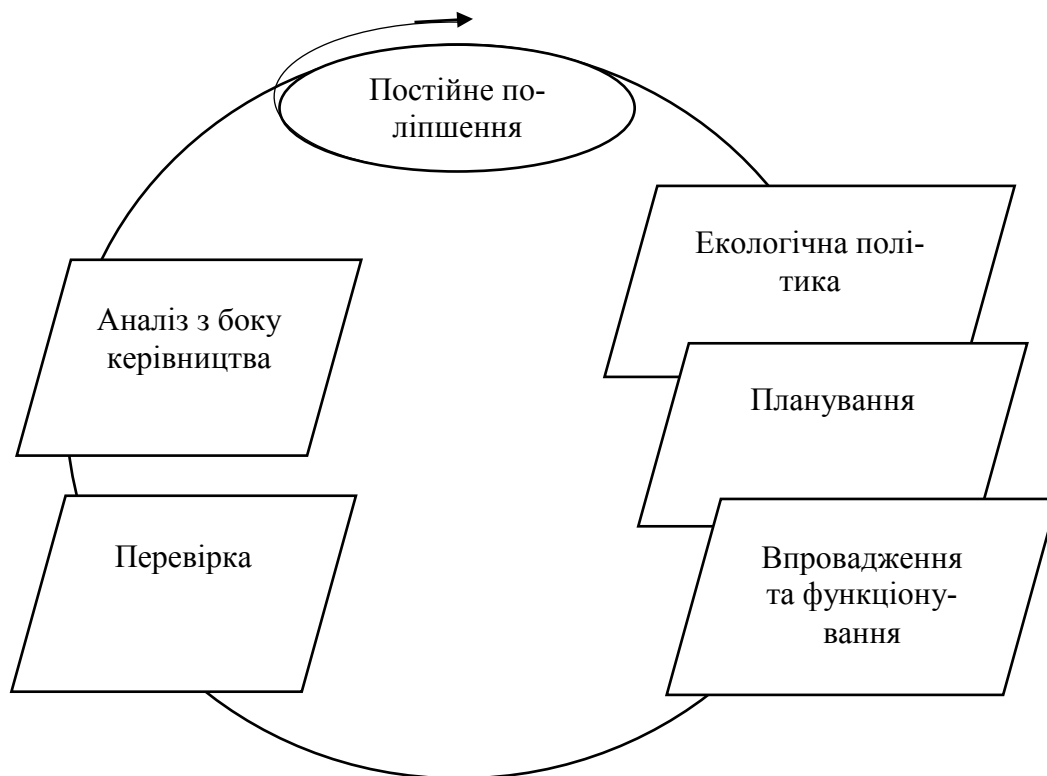 Постійне по-
ліпшення
Екологічна полі-
тика
Аналіз з боку
керівництва
Планування
Перевірка
Впровадження
та функціону-
вання